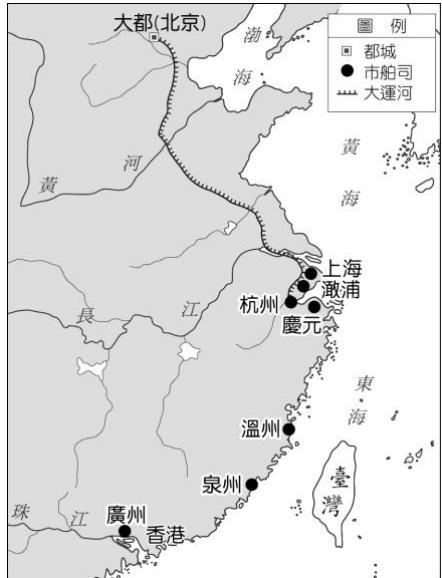 大都(北京)
圖例
都城
市舶司
大運河
渤海
黃海
黃河
上海
澉浦
杭州
慶元
長江
東海
溫州
泉州
臺灣
珠江
廣州
香港